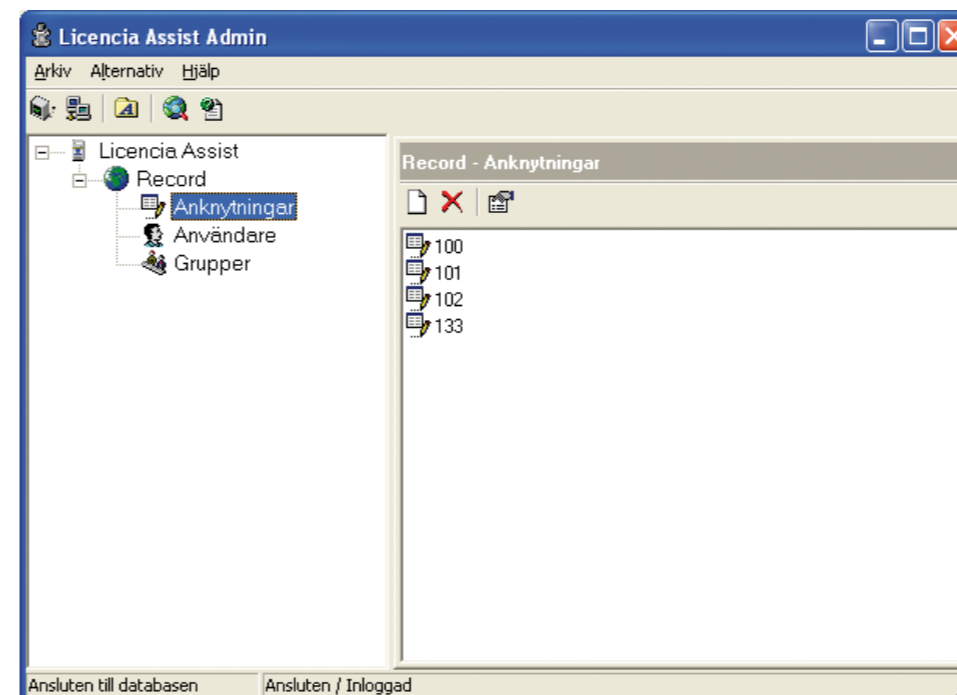 Licencia Assist Admin
Arkiv Alternativ Hjälp
Licencia Assist
Record
Anknytningar
Användare
Grupper
Record - Anknytningar
100
101
102
133
Ansluten till databasen Ansluten / Inloggad